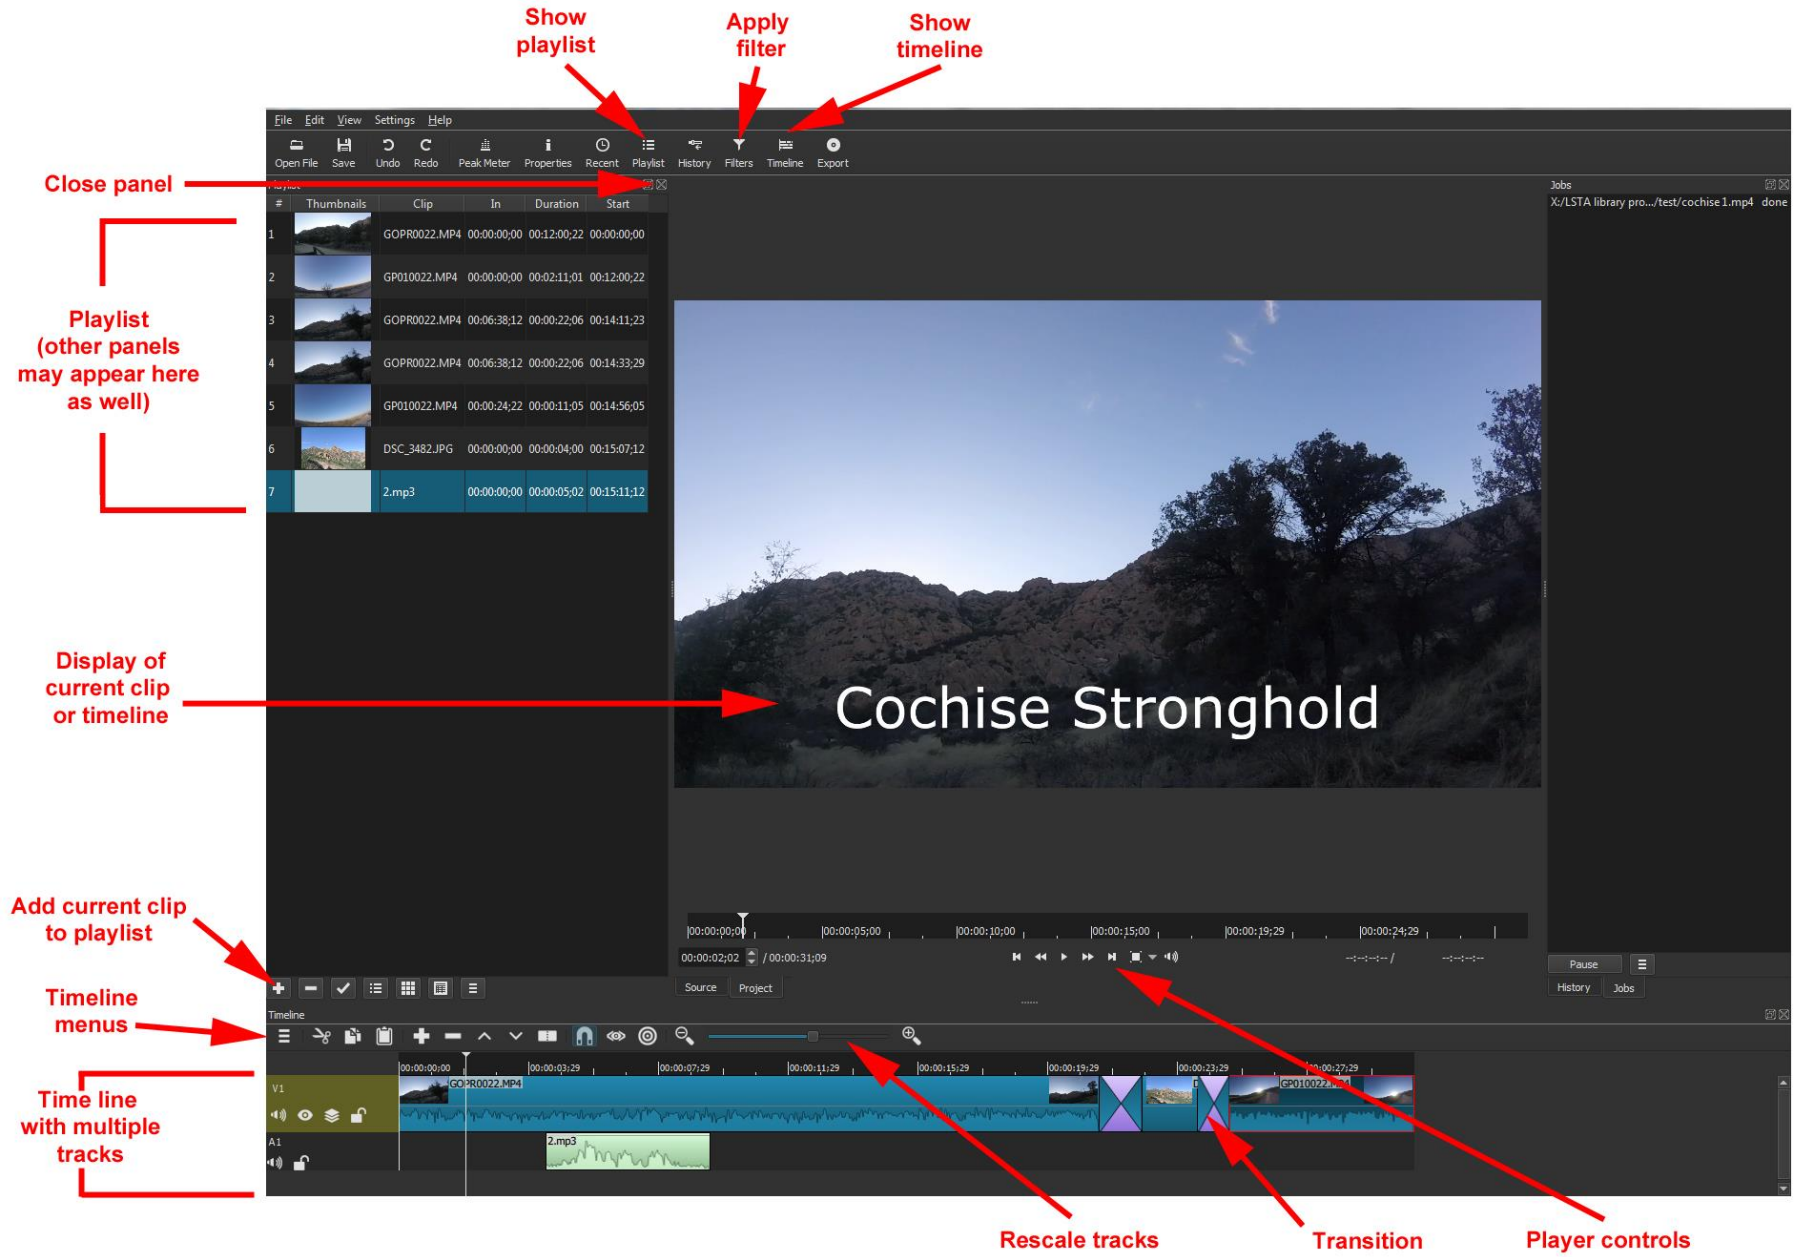 Show
playlist
Apply
filter
Show
timeline
File Edit View Settings Help
Open File Save Undo Redo Peak Meter Properties Recent Playlist History Filters Timeline Export
Close panel
Jobs
# Thumbnails Clip In Duration Start
X:/LSTA library pro.../test/cochise 1.mp4 done
1 GOPR0022.MP4 00:00:00;00 00:12:00;22 00:00:00;00
2 GP010022.MP4 00:00:00;00 00:02:11;01 00:12:00;22
3 GOPR0022.MP4 00:06:38;12 00:00:22;06 00:14:11;23
4 GOPR0022.MP4 00:06:38;12 00:00:22;06 00:14:33;29
5 GP010022.MP4 00:00:24;22 00:00:11;05 00:14:56;05
6 DSC_3482.JPG 00:00:00;00 00:00:04;00 00:15:07;12
7 2.mp3 00:00:00;00 00:00:05;02 00:15:11;12
Playlist
(other panels
may appear here
as well)
Display of
current clip
or timeline
Cochise Stronghold
Add current clip
to playlist
00:00:00;00 00:00:05;00 00:00:10;00 00:00:15;00 00:00:19;29 00:00:24;29
00:00:02;02 / 00:00:31;09 --:--:--:-- / --:--:--:--
Pause
Source Project
History Jobs
Timeline
menus
Timeline
00:00:00;00 00:00:03;29 00:00:07;29 00:00:11;29 00:00:15;29 00:00:19;29 00:00:23;29 00:00:27;29
V1 GOPR0022.MP4 D GP010022.MP4
A1 2.mp3
Time line
with multiple
tracks
Rescale tracks
Transition
Player controls